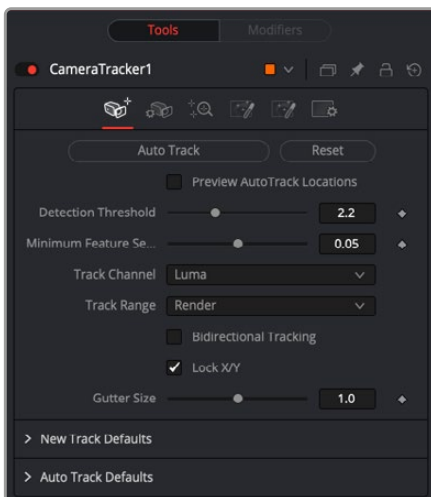 Tools Modifiers
CameraTracker1
Auto Track Reset
Preview AutoTrack Locations
Detection Threshold 2.2
Minimum Feature Se... 0.05
Track Channel Luma
Track Range Render
Bidirectional Tracking
Lock X/Y
Gutter Size 1.0
New Track Defaults
Auto Track Defaults